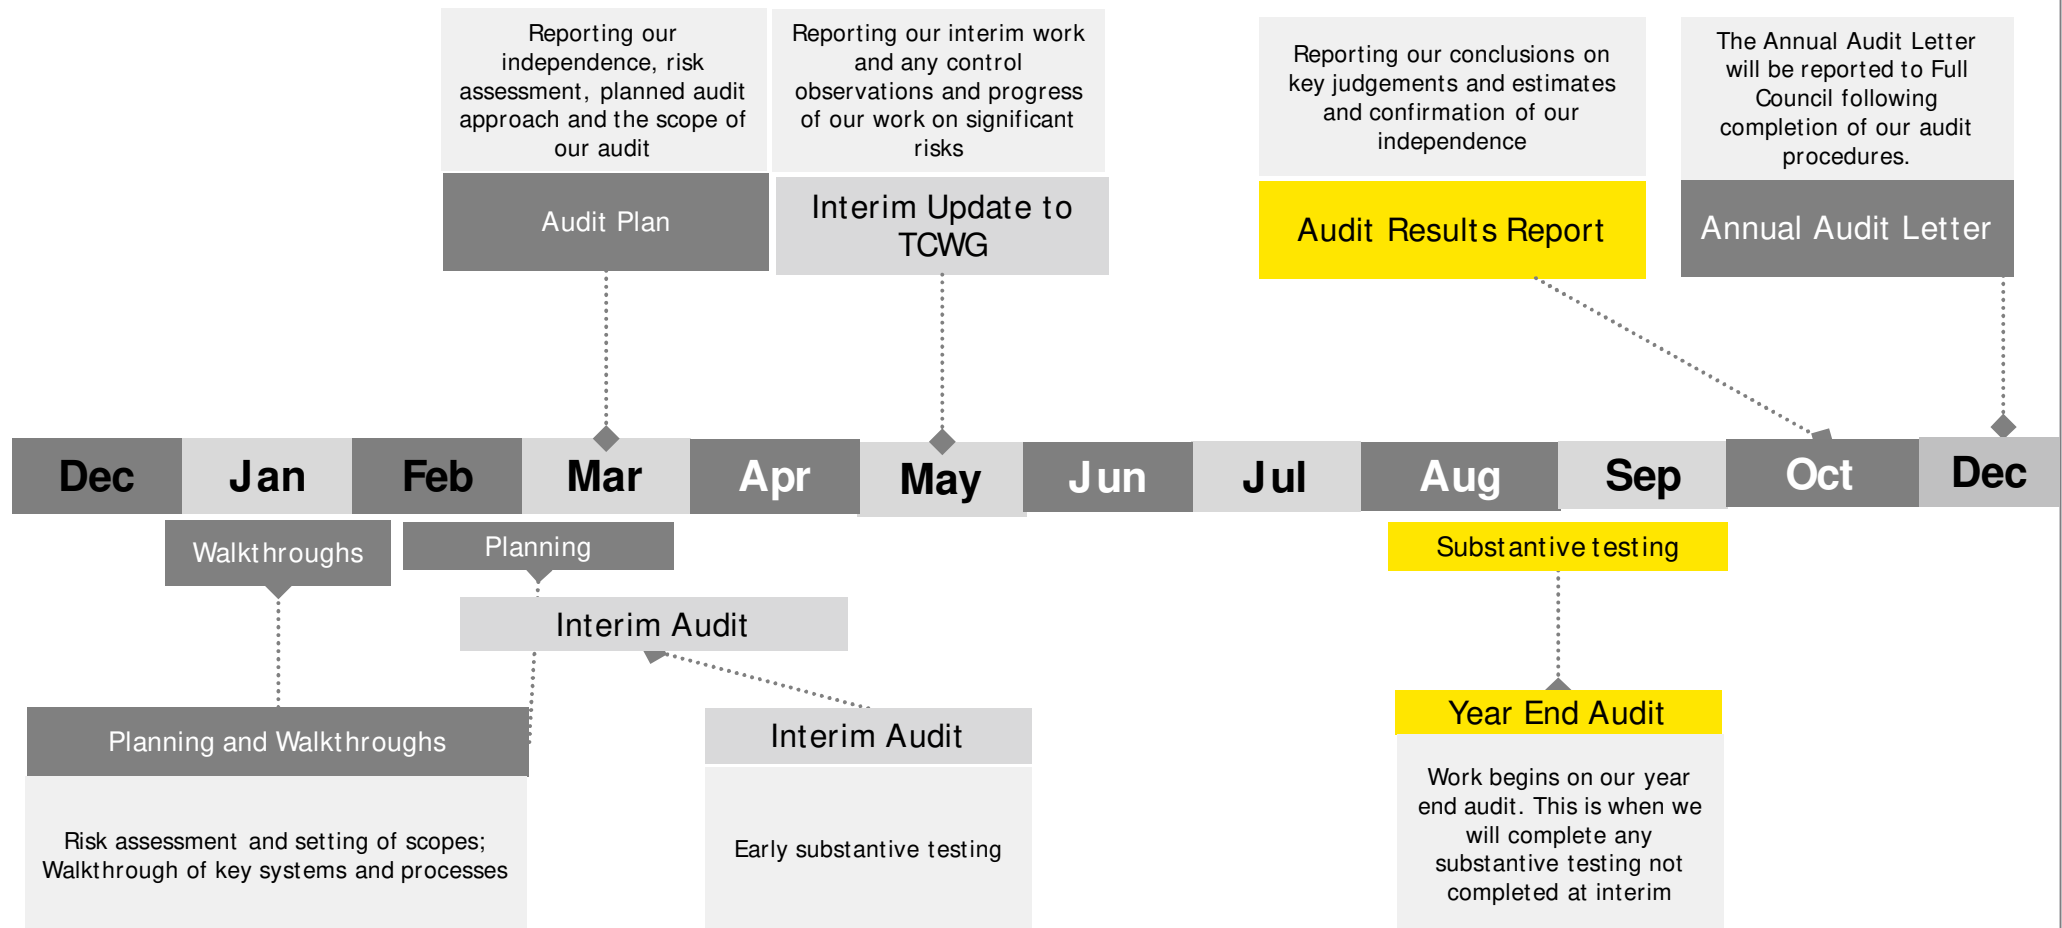 Reporting our
independence, risk
assessment, planned audit
approach and the scope of
our audit
Audit Plan
Reporting our interim work
and any control
observations and progress
of our work on significant
risks
Interim Update to
TCWG
Reporting our conclusions on
key judgements and estimates
and confirmation of our
independence
Audit Results Report
The Annual Audit Letter
will be reported to Full
Council following
completion of our audit
procedures.
Annual Audit Letter
Dec
Jan
Feb
Mar
Apr
May
Jun
Jul
Aug
Sep
Oct
Dec
Walkthroughs
Planning
Interim Audit
Substantive testing
Planning and Walkthroughs
Risk assessment and setting of scopes;
Walkthrough of key systems and processes
Interim Audit
Early substantive testing
Year End Audit
Work begins on our year
end audit. This is when we
will complete any
substantive testing not
completed at interim